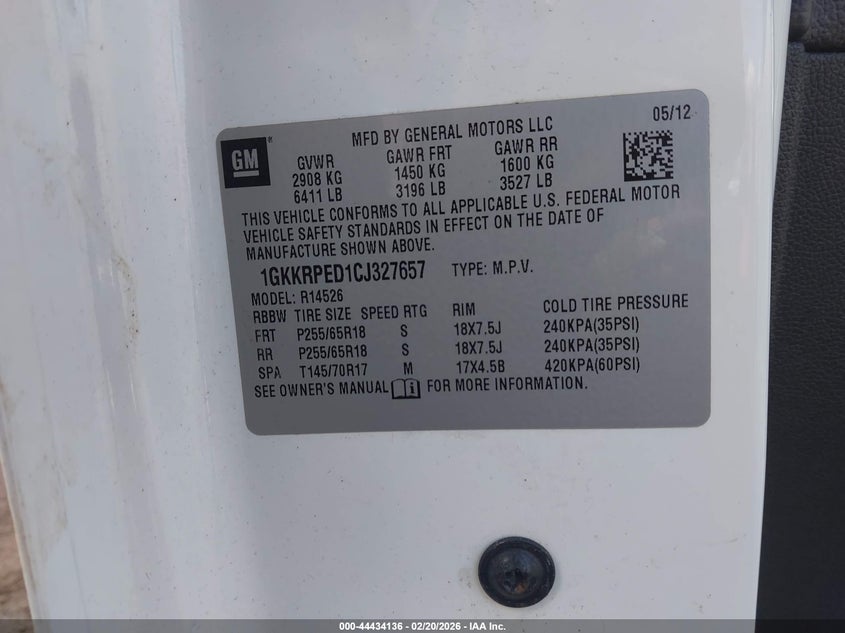 05/12
MFD BY GENERAL MOTORS LLC
GM®
GVWR GAWR FRT GAWR RR
2908 KG 1450 KG 1600 KG
6411 LB 3196 LB 3527 LB
THIS VEHICLE CONFORMS TO ALL APPLICABLE U.S. FEDERAL MOTOR
VEHICLE SAFETY STANDARDS IN EFFECT ON THE DATE OF
MANUFACTURE SHOWN ABOVE.
1GKKRPED1CJ327657 TYPE: M.P.V.
MODEL: R14526
RBBW TIRE SIZE SPEED RTG RIM COLD TIRE PRESSURE
FRT P255/65R18 S 18X7.5J 240KPA(35PSI)
RR P255/65R18 S 18X7.5J 240KPA(35PSI)
SPA T145/70R17 M 17X4.5B 420KPA(60PSI)
SEE OWNER'S MANUAL i FOR MORE INFORMATION.
000-44434136 - 02/20/2026 - IAA Inc.